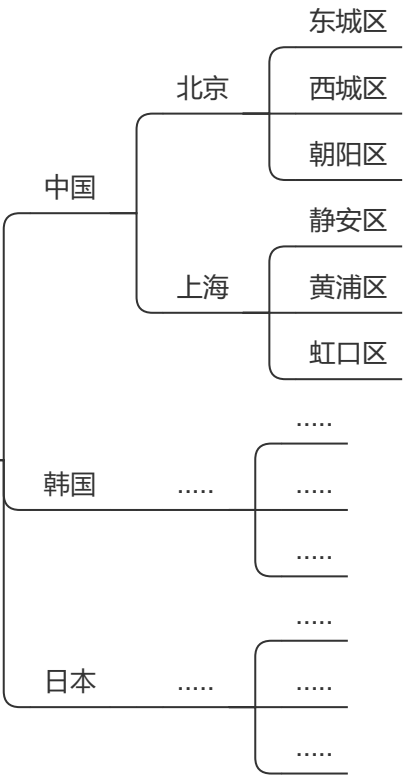 东城区
北京
西城区
朝阳区
中国
静安区
上海
黄浦区
虹口区
.....
韩国
.....
.....
.....
.....
日本
.....
.....
.....